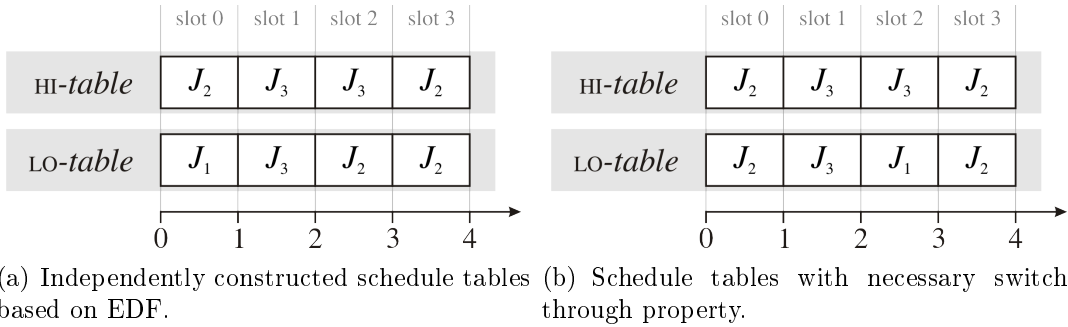 slot 0 slot 1 slot 2 slot 3
HI-table J2 J3 J3 J2
LO-table J1 J3 J2 J2
0 1 2 3 4
(a) Independently constructed schedule tables
based on EDF.
slot 0 slot 1 slot 2 slot 3
HI-table J2 J3 J3 J2
LO-table J2 J3 J1 J2
0 1 2 3 4
(b) Schedule tables with necessary switch
through property.